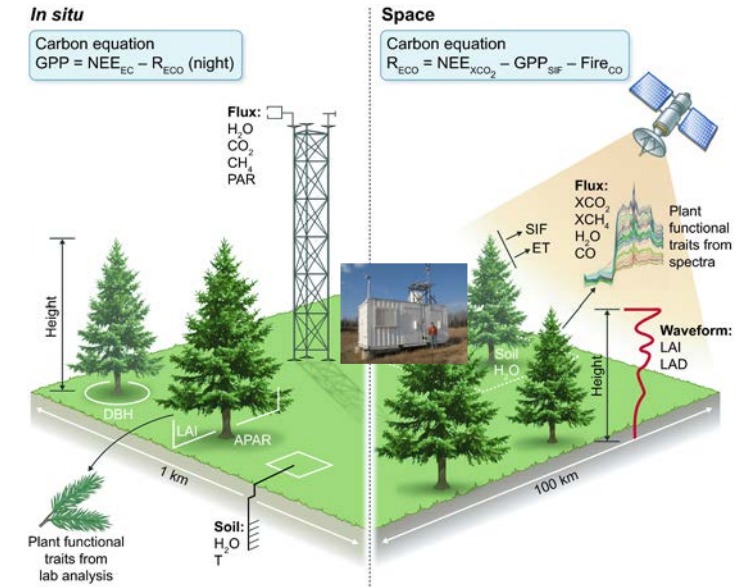 In situ
Carbon equation
GPP = NEE_EC – R_ECO (night)
Flux:
H₂O
CO₂
CH₄
PAR
Height
DBH
LAI
APAR
1 km
Plant functional
traits from
lab analysis
Soil:
H₂O
T
Space
Carbon equation
R_ECO = NEE_XCO₂ – GPP_SIF – Fire_CO
Flux:
XCO₂
XCH₄
H₂O
CO
Plant
functional
traits from
spectra
SIF
ET
Soil
H₂O
Height
Waveform:
LAI
LAD
100 km